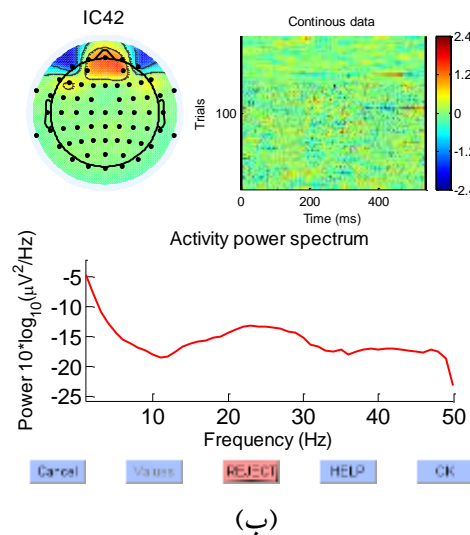 IC42
Continous data
2.4
1.2
0
-1.2
-2.4
Trials
100
0 200 400
Time (ms)
Activity power spectrum
Power 10*log10(μV2/Hz)
-5
-10
-15
-20
-25
10 20 30 40 50
Frequency (Hz)
Cancel Values REJECT HELP OK
(ب)